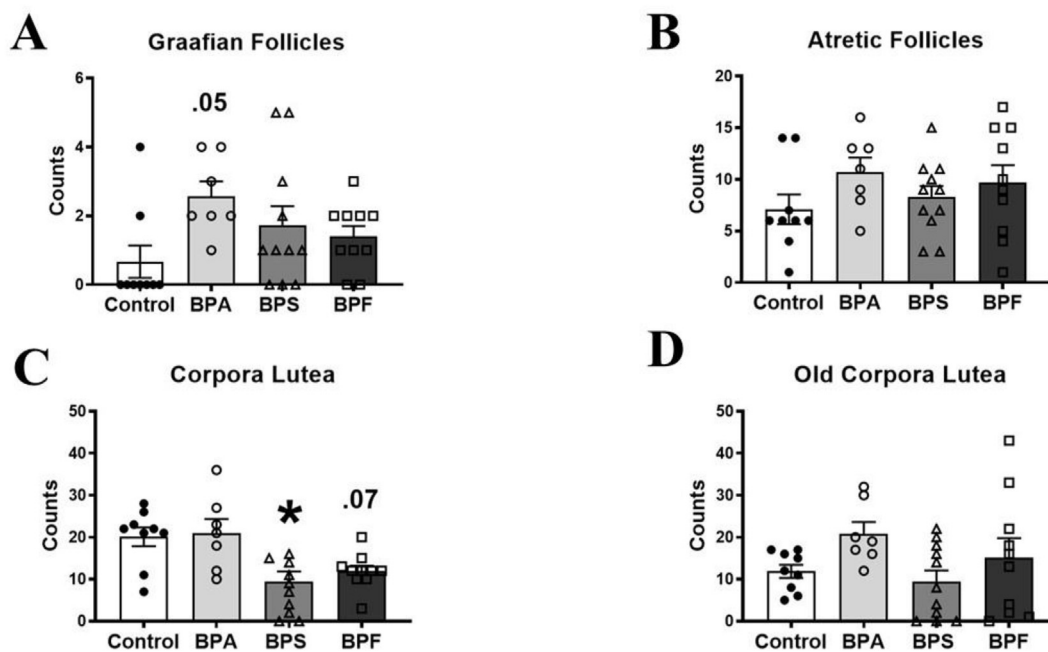 A
Graafian Follicles
Counts
6
4
2
0
.05
Control BPA BPS BPF
B
Atretic Follicles
Counts
20
15
10
5
0
Control BPA BPS BPF
C
Corpora Lutea
Counts
50
40
30
20
10
0
*
.07
Control BPA BPS BPF
D
Old Corpora Lutea
Counts
50
40
30
20
10
0
Control BPA BPS BPF